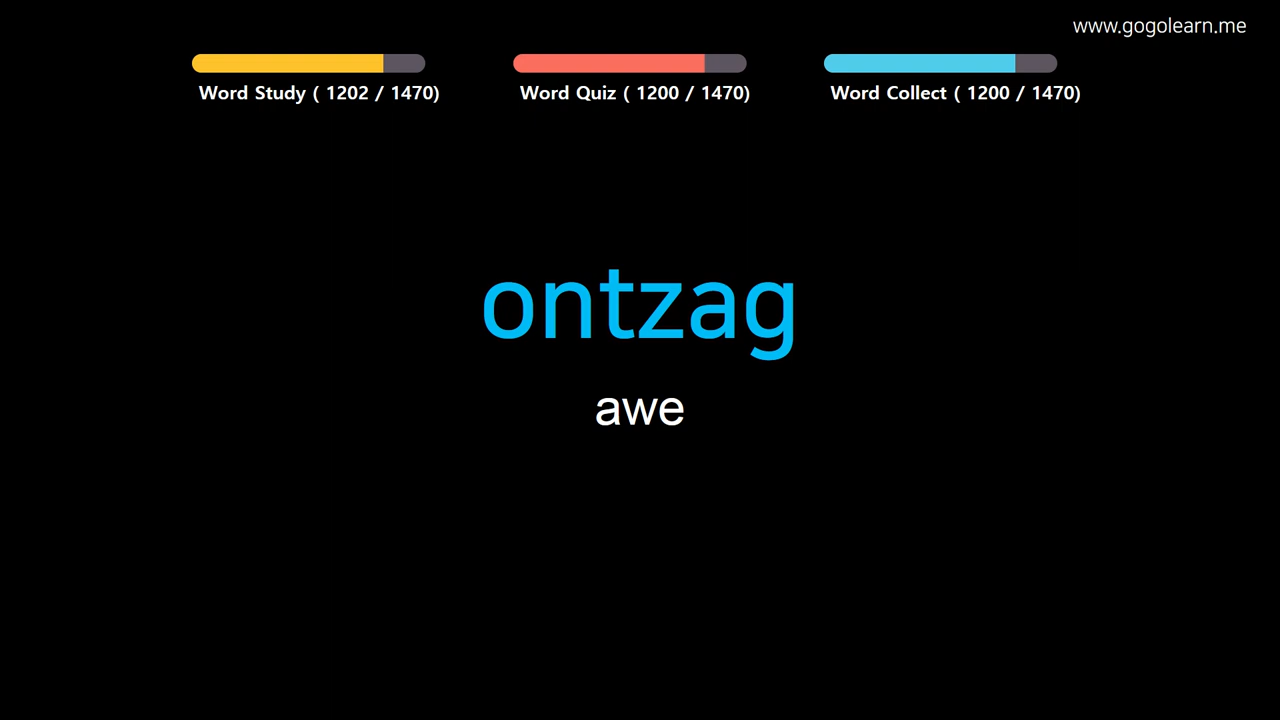 www.gogolearn.me
Word Study ( 1202 / 1470)
Word Quiz ( 1200 / 1470)
Word Collect ( 1200 / 1470)
ontzag
awe